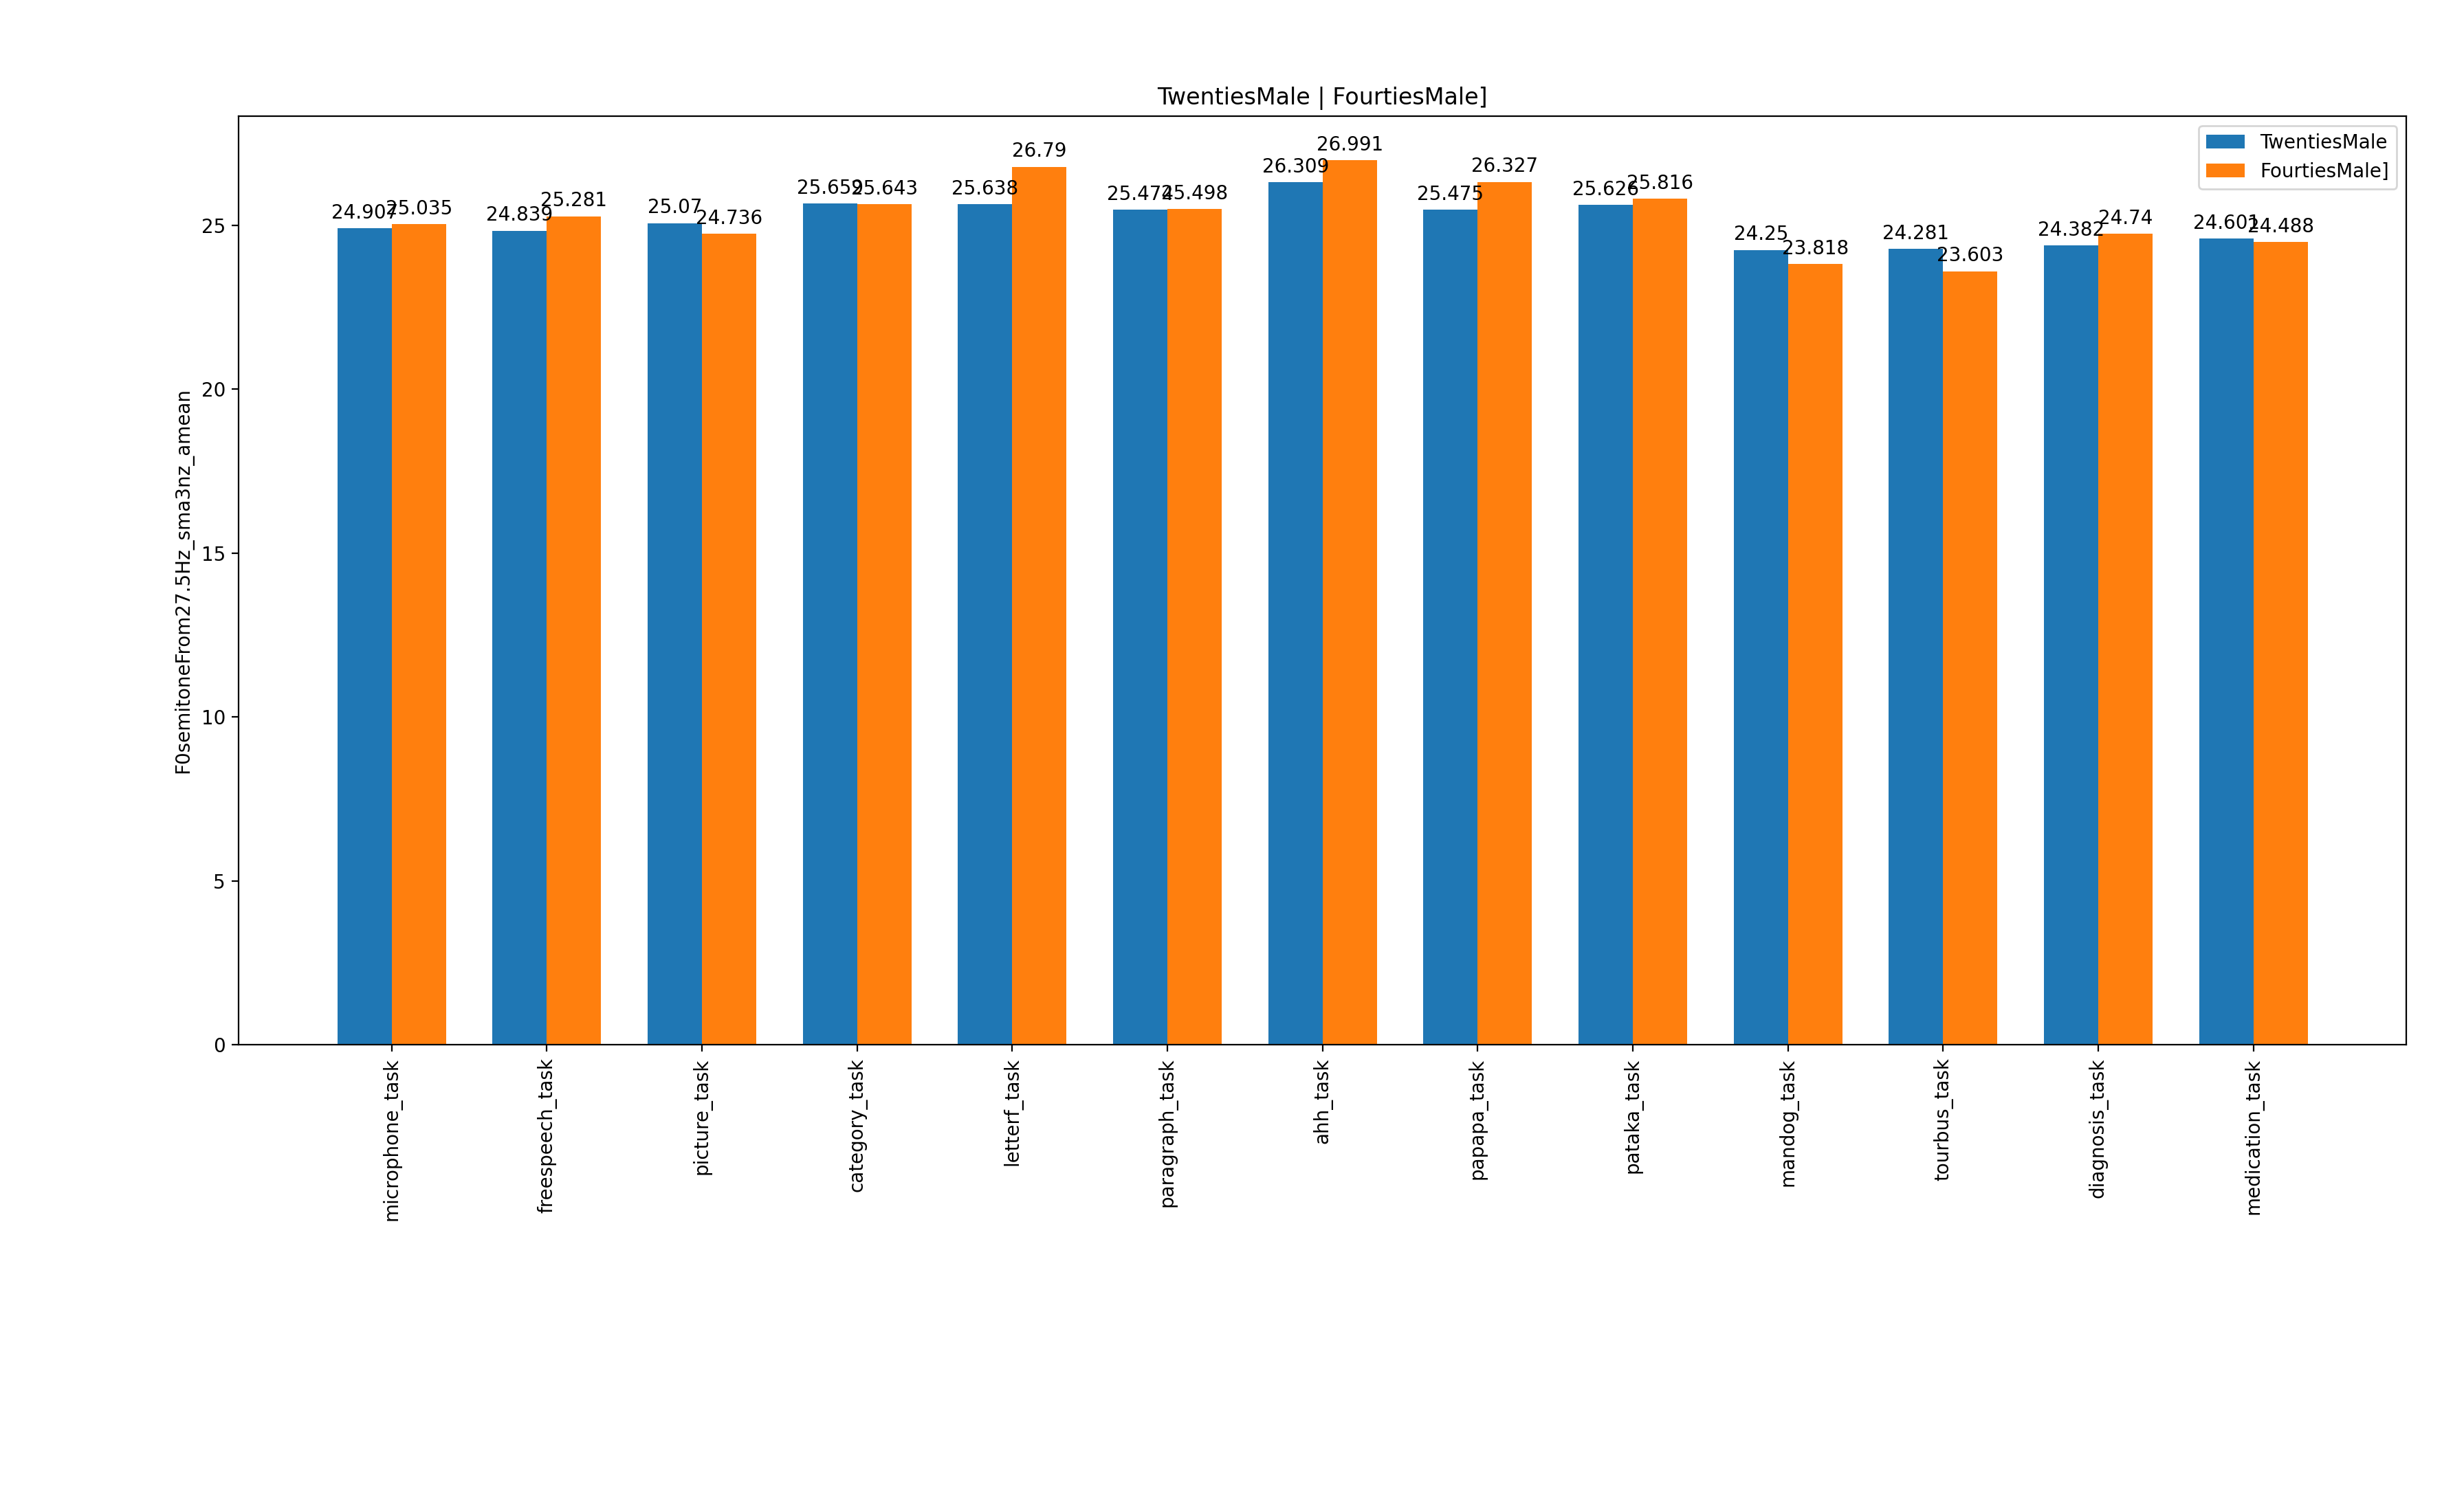 TwentiesMale | FourtiesMale]
TwentiesMale
FourtiesMale]
F0semitoneFrom27.5Hz_sma3nz_amean
25
20
15
10
5
0
24.907
25.035
24.839
25.281
25.07
24.736
25.659
25.643
25.638
26.79
25.474
25.498
26.309
26.991
25.475
26.327
25.626
25.816
24.25
23.818
24.281
23.603
24.382
24.74
24.601
24.488
microphone_task
freespeech_task
picture_task
category_task
letterf_task
paragraph_task
ahh_task
papapa_task
pataka_task
mandog_task
tourbus_task
diagnosis_task
medication_task